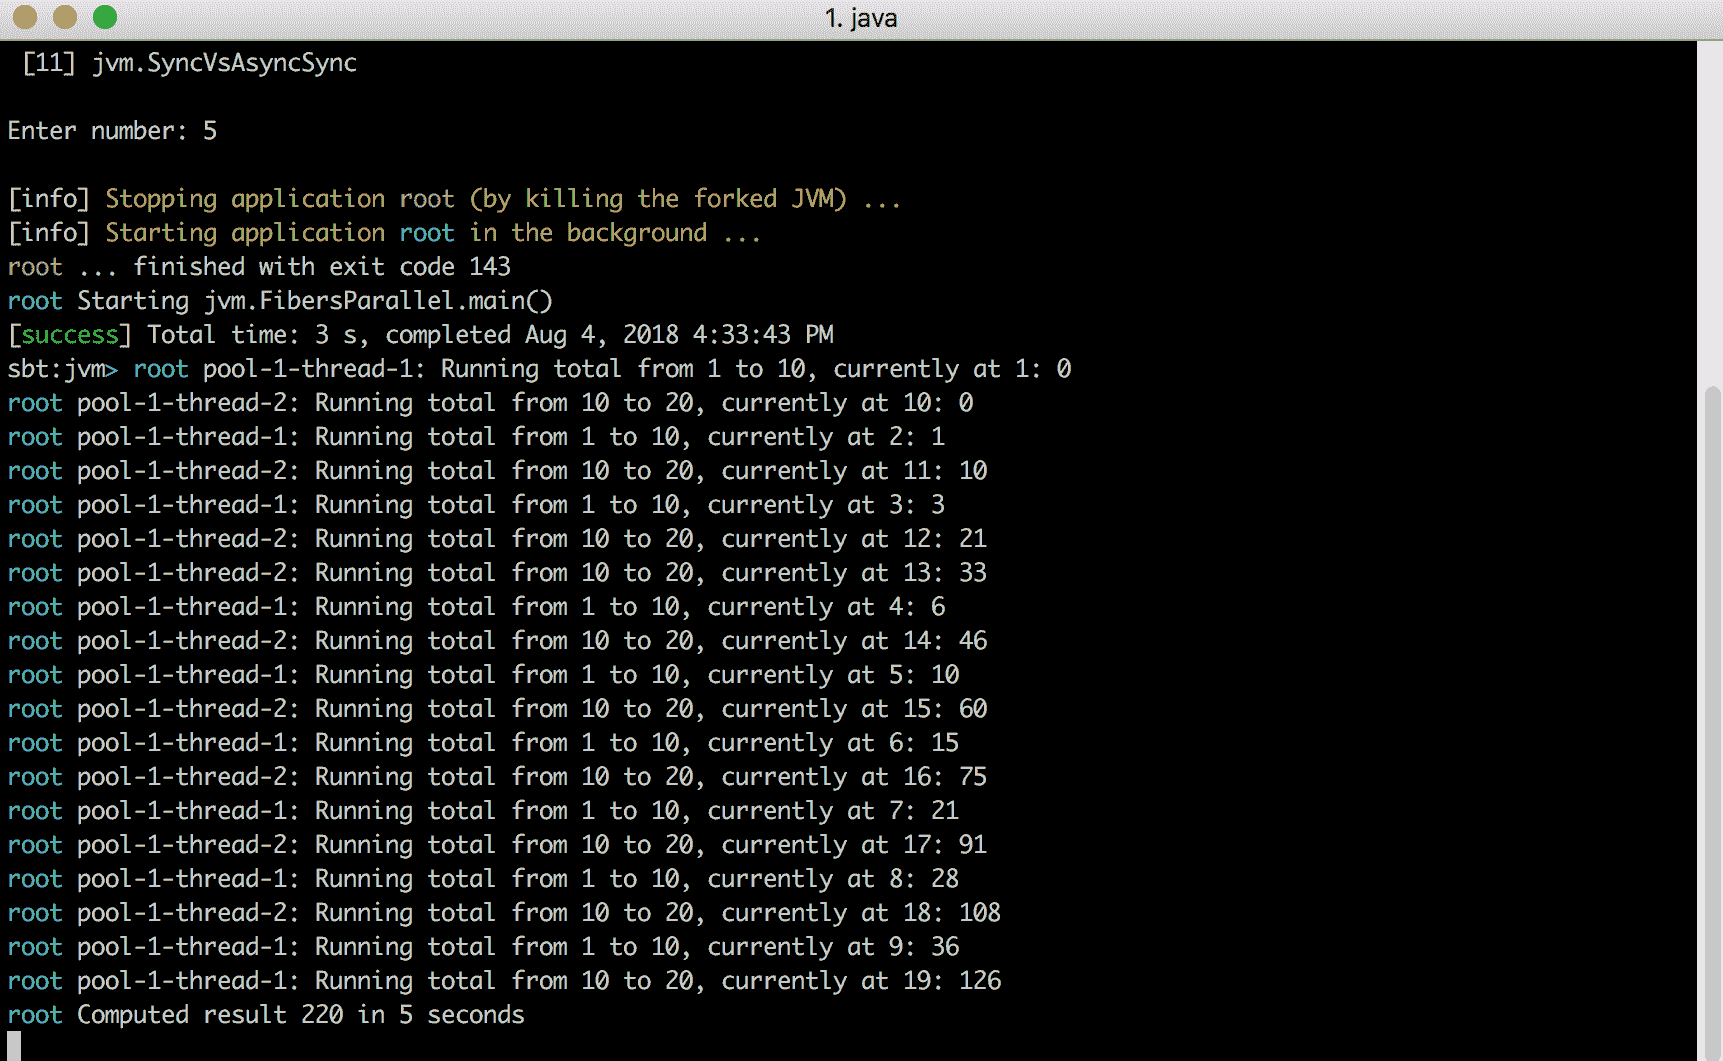 1. java
[11] jvm.SyncVsAsyncSync
Enter number: 5
[info] Stopping application root (by killing the forked JVM) ...
[info] Starting application root in the background ...
root ... finished with exit code 143
root Starting jvm.FibersParallel.main()
[success] Total time: 3 s, completed Aug 4, 2018 4:33:43 PM
sbt:jvm> root pool-1-thread-1: Running total from 1 to 10, currently at 1: 0
root pool-1-thread-2: Running total from 10 to 20, currently at 10: 0
root pool-1-thread-1: Running total from 1 to 10, currently at 2: 1
root pool-1-thread-2: Running total from 10 to 20, currently at 11: 10
root pool-1-thread-1: Running total from 1 to 10, currently at 3: 3
root pool-1-thread-2: Running total from 10 to 20, currently at 12: 21
root pool-1-thread-2: Running total from 10 to 20, currently at 13: 33
root pool-1-thread-1: Running total from 1 to 10, currently at 4: 6
root pool-1-thread-2: Running total from 10 to 20, currently at 14: 46
root pool-1-thread-1: Running total from 1 to 10, currently at 5: 10
root pool-1-thread-2: Running total from 10 to 20, currently at 15: 60
root pool-1-thread-1: Running total from 1 to 10, currently at 6: 15
root pool-1-thread-2: Running total from 10 to 20, currently at 16: 75
root pool-1-thread-1: Running total from 1 to 10, currently at 7: 21
root pool-1-thread-2: Running total from 10 to 20, currently at 17: 91
root pool-1-thread-1: Running total from 1 to 10, currently at 8: 28
root pool-1-thread-2: Running total from 10 to 20, currently at 18: 108
root pool-1-thread-1: Running total from 1 to 10, currently at 9: 36
root pool-1-thread-1: Running total from 10 to 20, currently at 19: 126
root Computed result 220 in 5 seconds